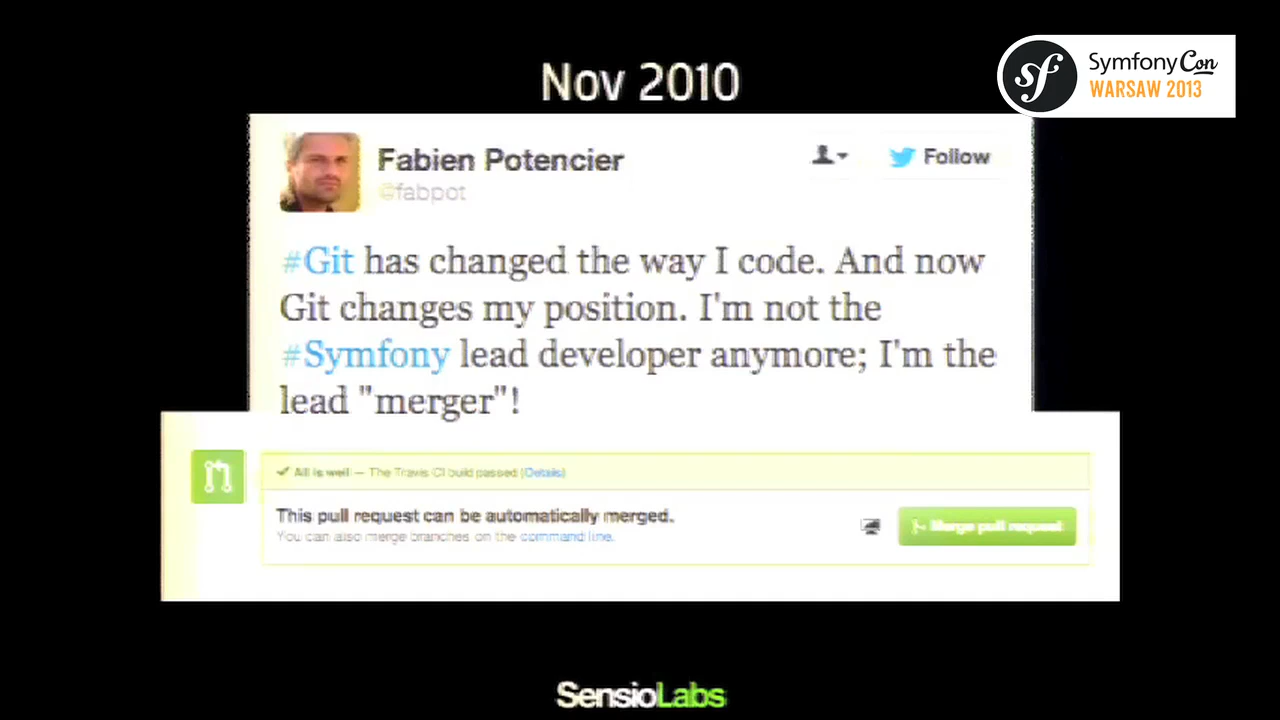 Nov 2010
sf
SymfonyCon
WARSAW 2013
Fabien Potencier
@fabpot
Follow
#Git has changed the way I code. And now
Git changes my position. I'm not the
#Symfony lead developer anymore; I'm the
lead "merger"!
All is well — The Travis CI build passed (Details)
This pull request can be automatically merged.
You can also merge branches on the command line.
Merge pull request
SensioLabs